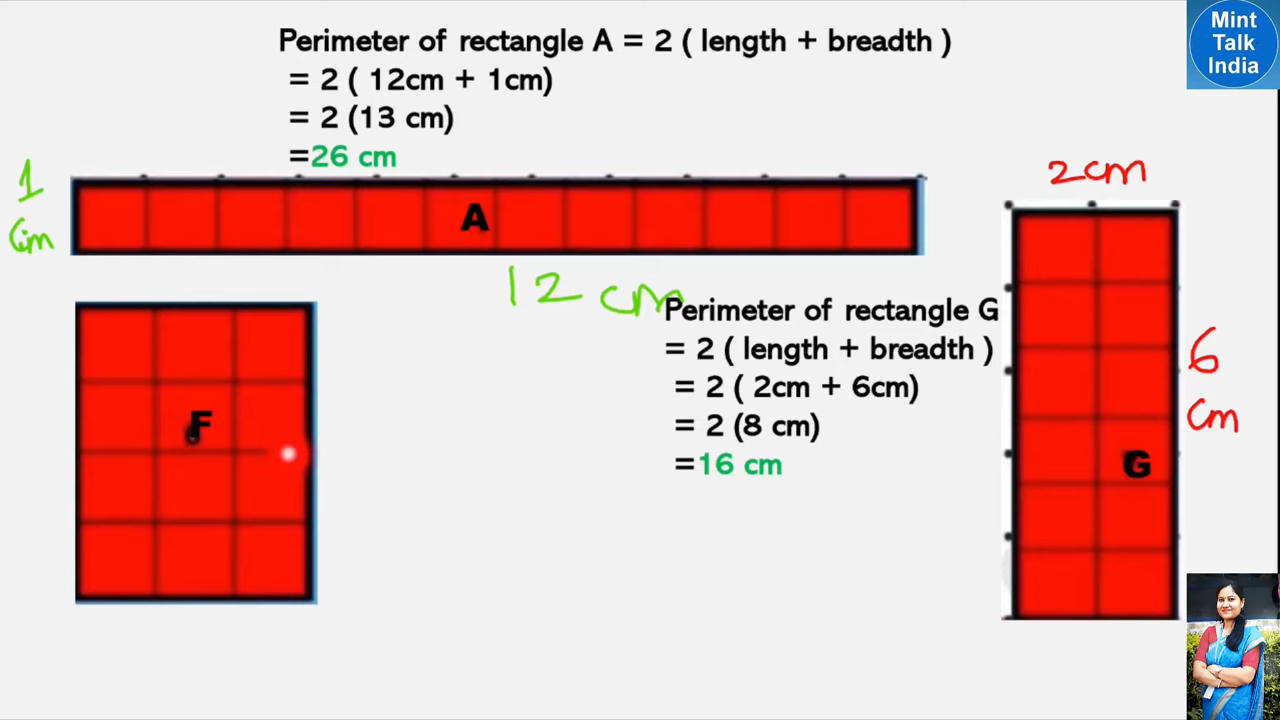 Perimeter of rectangle A = 2 ( length + breadth )
= 2 ( 12cm + 1cm)
= 2 (13 cm)
=26 cm
Mint
Talk
India
1
cm
A
12 cm
2cm
6
cm
Perimeter of rectangle G
= 2 ( length + breadth )
= 2 ( 2cm + 6cm)
= 2 (8 cm)
=16 cm
F
G